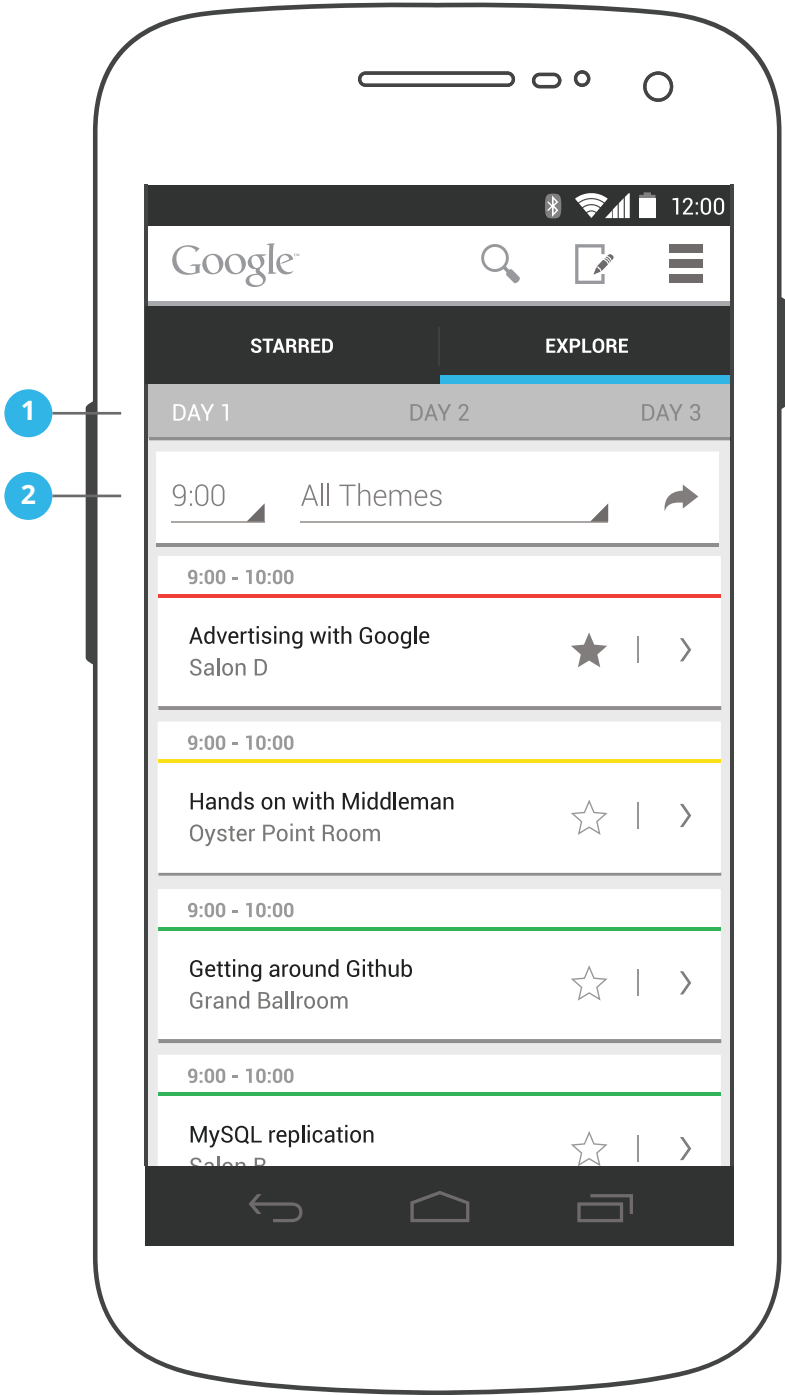 12:00
Google™
STARRED EXPLORE
1 DAY 1 DAY 2 DAY 3
2 9:00 All Themes
9:00 - 10:00
Advertising with Google
Salon D
9:00 - 10:00
Hands on with Middleman
Oyster Point Room
9:00 - 10:00
Getting around Github
Grand Ballroom
9:00 - 10:00
MySQL replication
Salon